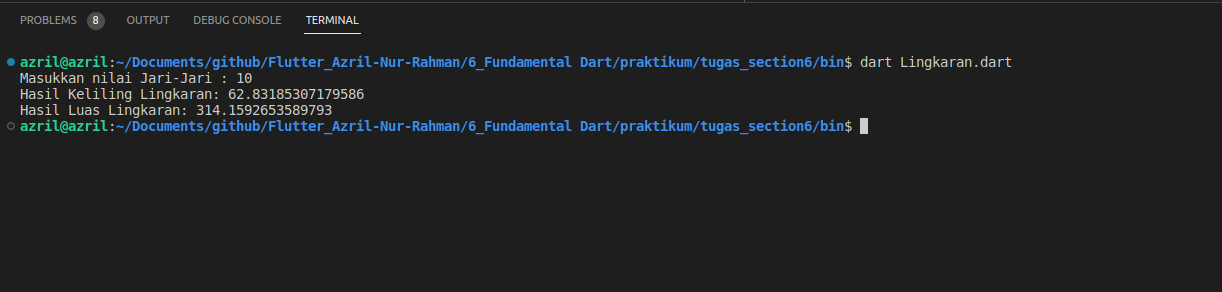 PROBLEMS 8 OUTPUT DEBUG CONSOLE TERMINAL
azril@azril:~/Documents/github/Flutter_Azril-Nur-Rahman/6_Fundamental Dart/praktikum/tugas_section6/bin$ dart Lingkaran.dart
Masukkan nilai Jari-Jari : 10
Hasil Keliling Lingkaran: 62.83185307179586
Hasil Luas Lingkaran: 314.1592653589793
azril@azril:~/Documents/github/Flutter_Azril-Nur-Rahman/6_Fundamental Dart/praktikum/tugas_section6/bin$